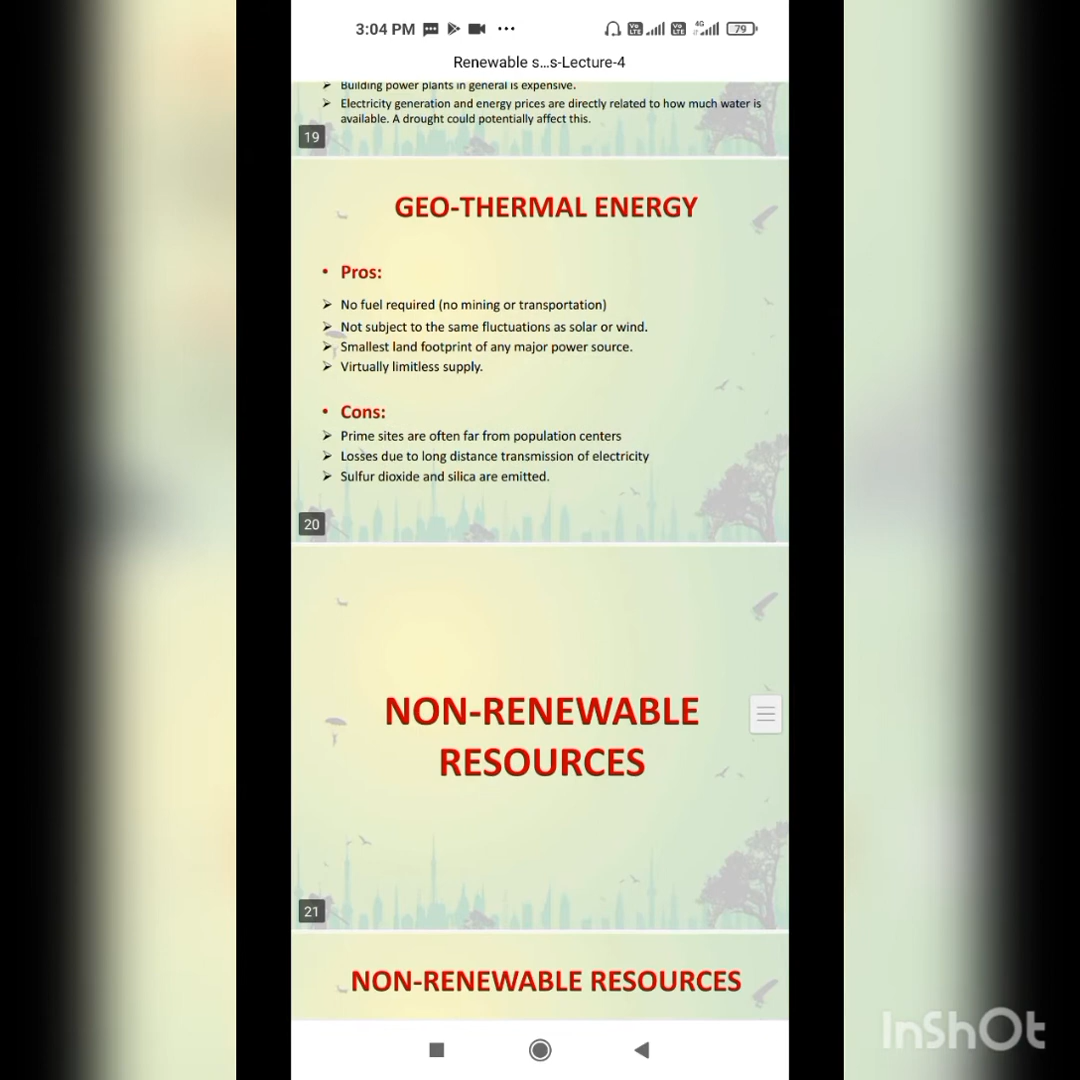 3:04 PM
4G
79
Renewable s...s-Lecture-4
➢ Building power plants in general is expensive.
➢ Electricity generation and energy prices are directly related to how much water is
available. A drought could potentially affect this.
19
GEO-THERMAL ENERGY
• Pros:
➢ No fuel required (no mining or transportation)
➢ Not subject to the same fluctuations as solar or wind.
➢ Smallest land footprint of any major power source.
➢ Virtually limitless supply.
• Cons:
➢ Prime sites are often far from population centers
➢ Losses due to long distance transmission of electricity
➢ Sulfur dioxide and silica are emitted.
20
NON-RENEWABLE
RESOURCES
21
NON-RENEWABLE RESOURCES
InShOt